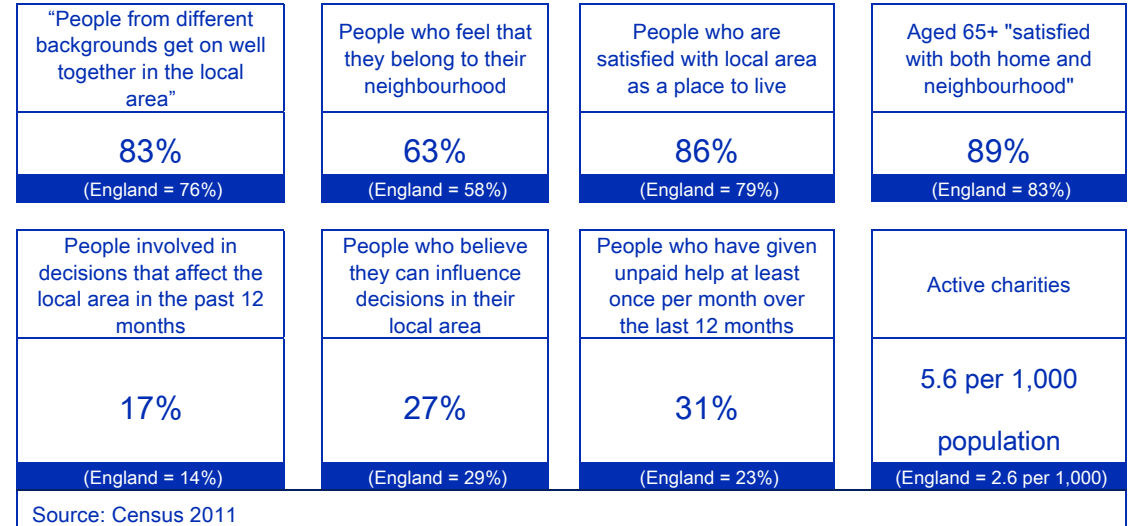 “People from different
backgrounds get on well
together in the local
area”
83%
(England = 76%)
People who feel that
they belong to their
neighbourhood
63%
(England = 58%)
People who are
satisfied with local area
as a place to live
86%
(England = 79%)
Aged 65+ "satisfied
with both home and
neighbourhood"
89%
(England = 83%)
People involved in
decisions that affect the
local area in the past 12
months
17%
(England = 14%)
People who believe
they can influence
decisions in their
local area
27%
(England = 29%)
People who have given
unpaid help at least
once per month over
the last 12 months
31%
(England = 23%)
Active charities
5.6 per 1,000
population
(England = 2.6 per 1,000)
Source: Census 2011